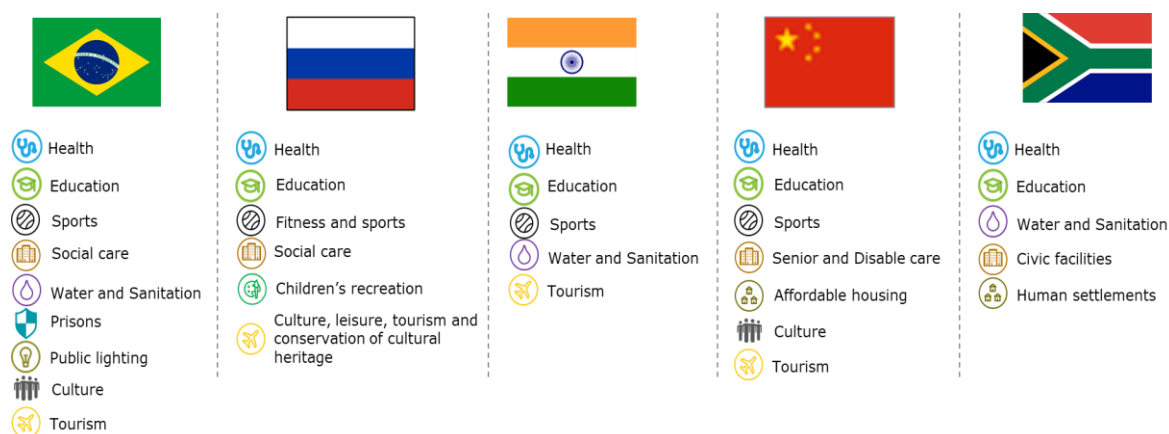 Health
Education
Sports
Social care
Water and Sanitation
Prisons
Public lighting
Culture
Tourism
Health
Education
Fitness and sports
Social care
Children's recreation
Culture, leisure, tourism and
conservation of cultural
heritage
Health
Education
Sports
Water and Sanitation
Tourism
Health
Education
Sports
Senior and Disable care
Affordable housing
Culture
Tourism
Health
Education
Water and Sanitation
Civic facilities
Human settlements